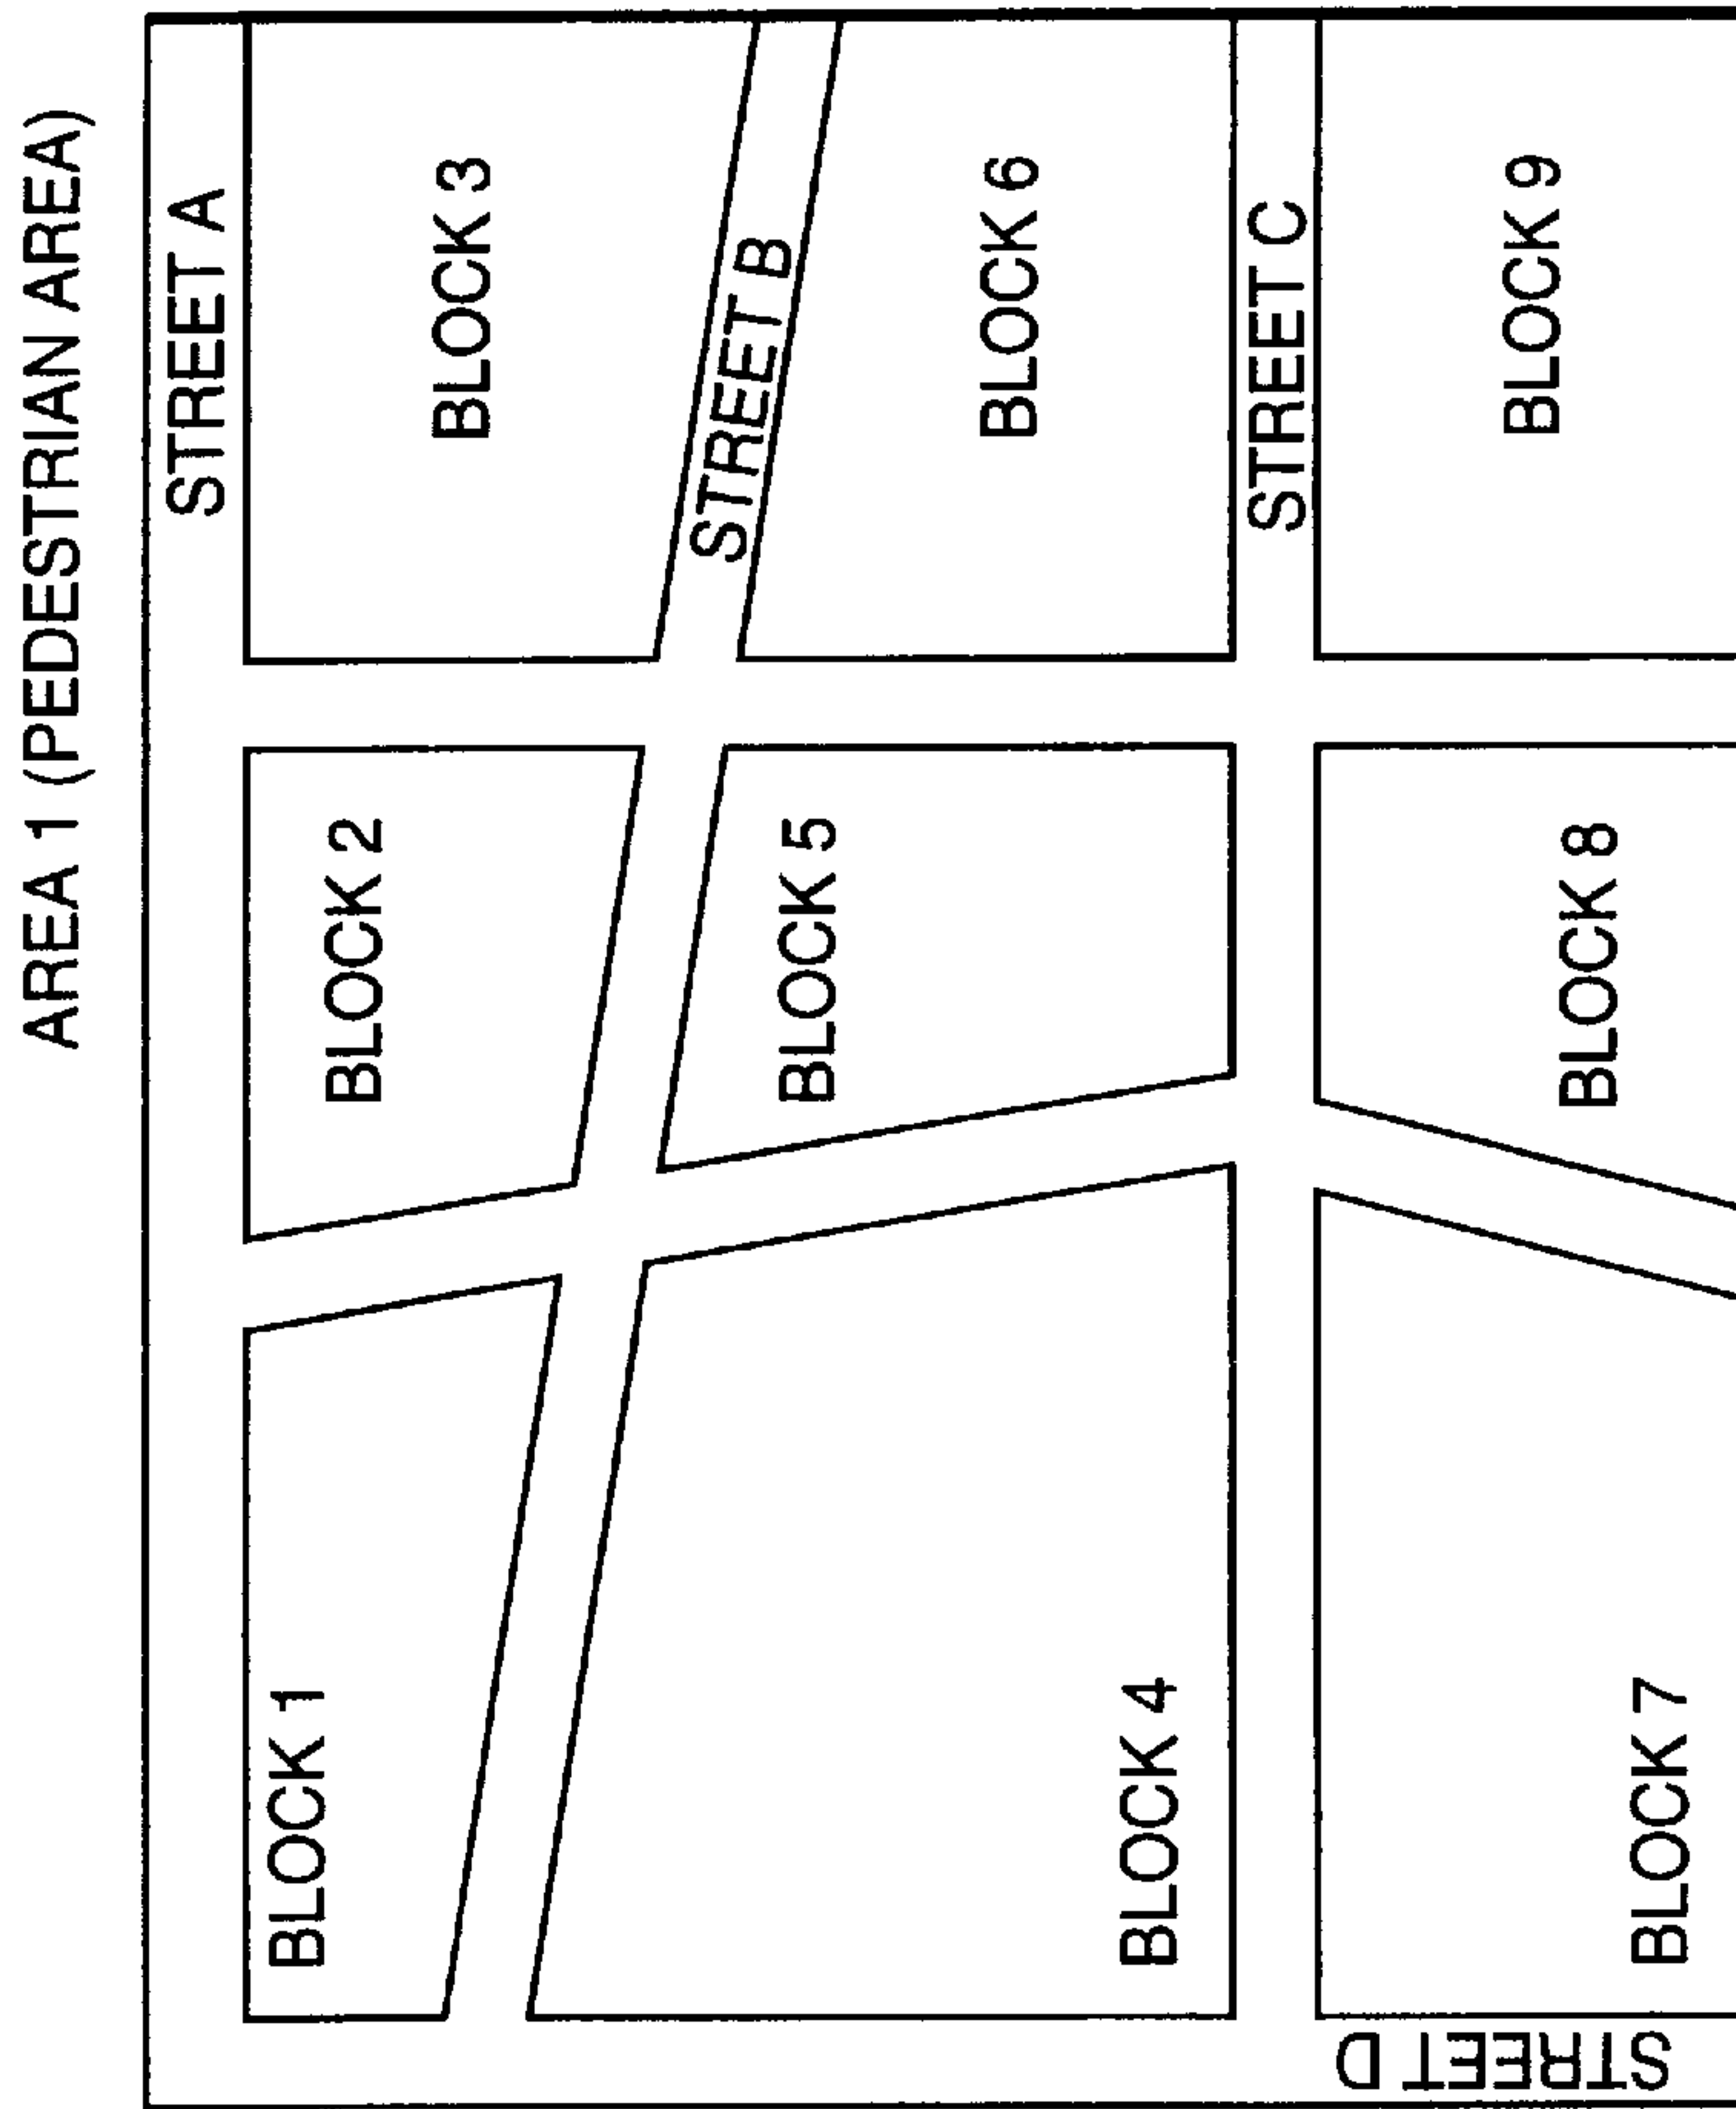 AREA 1 (PEDESTRIAN AREA)
STREET A
BLOCK 1
BLOCK 2
BLOCK 3
STREET B
BLOCK 4
BLOCK 5
BLOCK 6
STREET C
BLOCK 7
BLOCK 8
BLOCK 9
STREET D